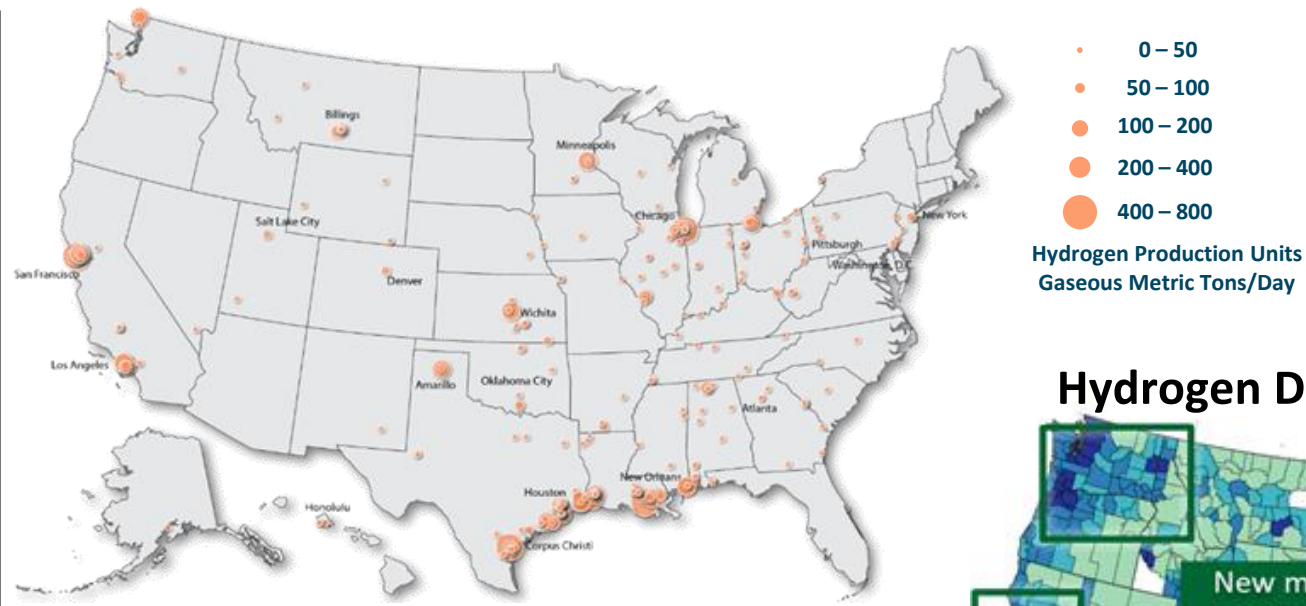 Billings
Minneapolis
Salt Lake City
Chicago
New York
Pittsburgh
Washington, D.C.
San Francisco
Denver
Wichita
Los Angeles
Amarillo
Oklahoma City
Atlanta
New Orleans
Houston
Honolulu
Corpus Christi
0 – 50
50 – 100
100 – 200
200 – 400
400 – 800
Hydrogen Production Units
Gaseous Metric Tons/Day
Hydrogen D
New m